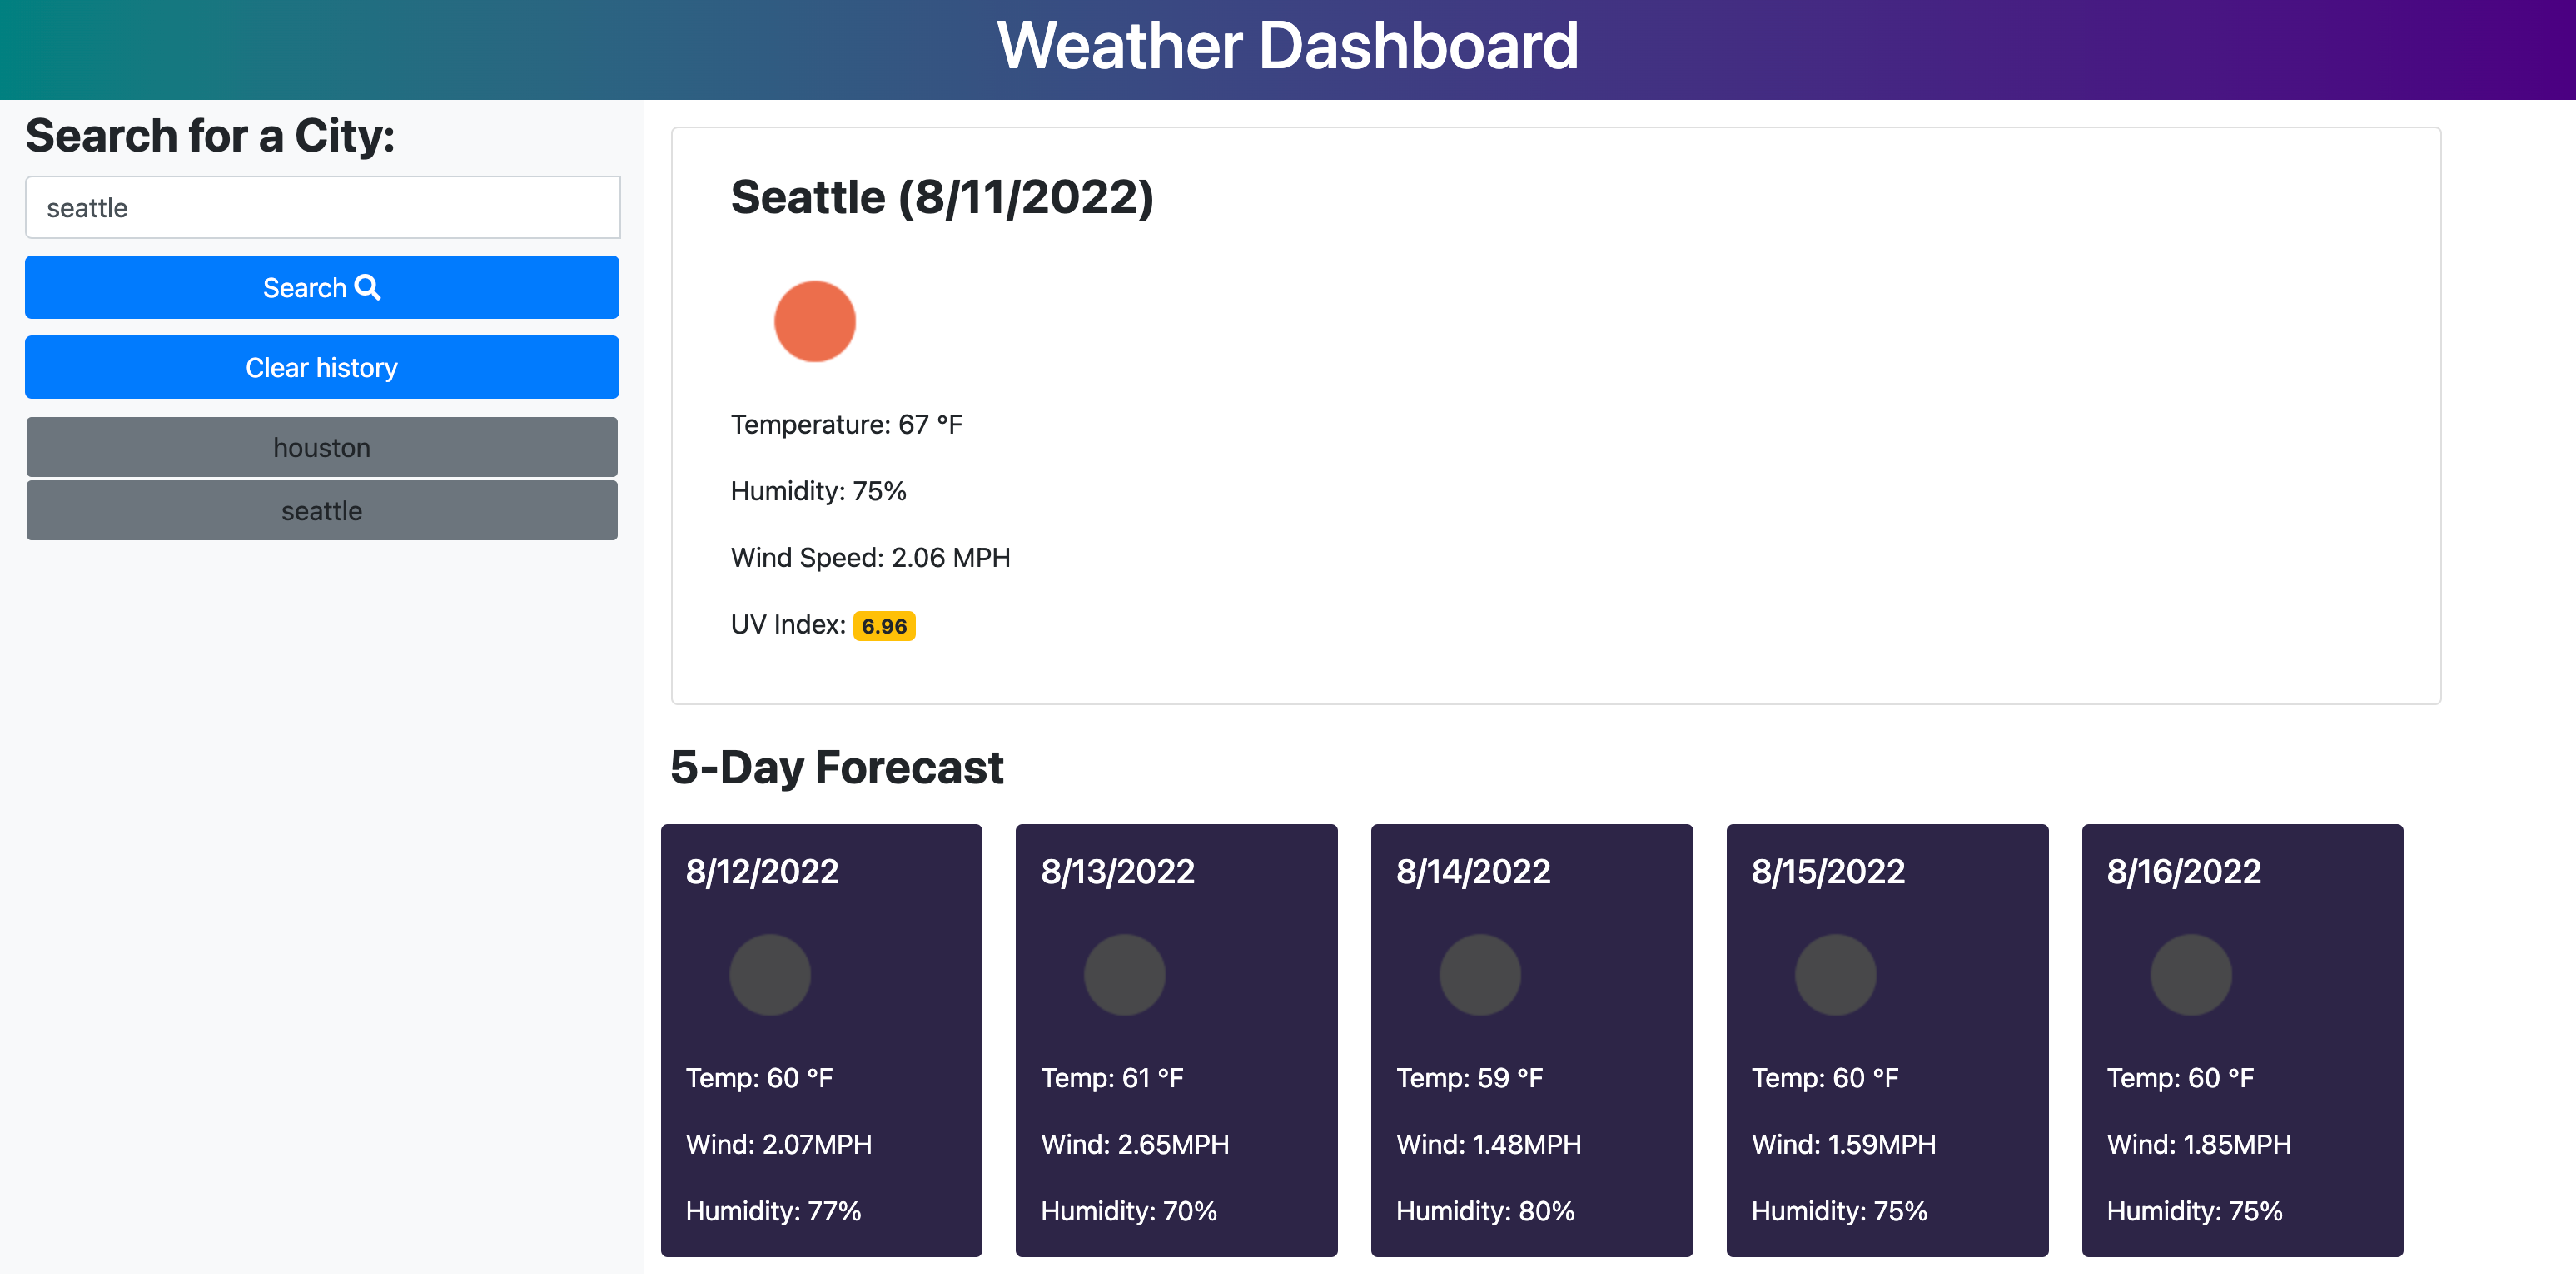 Weather Dashboard
Search for a City:
seattle
Search
Clear history
houston
seattle
Seattle (8/11/2022)
Temperature: 67 °F
Humidity: 75%
Wind Speed: 2.06 MPH
UV Index: 6.96
5-Day Forecast
8/12/2022
Temp: 60 °F
Wind: 2.07MPH
Humidity: 77%
8/13/2022
Temp: 61 °F
Wind: 2.65MPH
Humidity: 70%
8/14/2022
Temp: 59 °F
Wind: 1.48MPH
Humidity: 80%
8/15/2022
Temp: 60 °F
Wind: 1.59MPH
Humidity: 75%
8/16/2022
Temp: 60 °F
Wind: 1.85MPH
Humidity: 75%